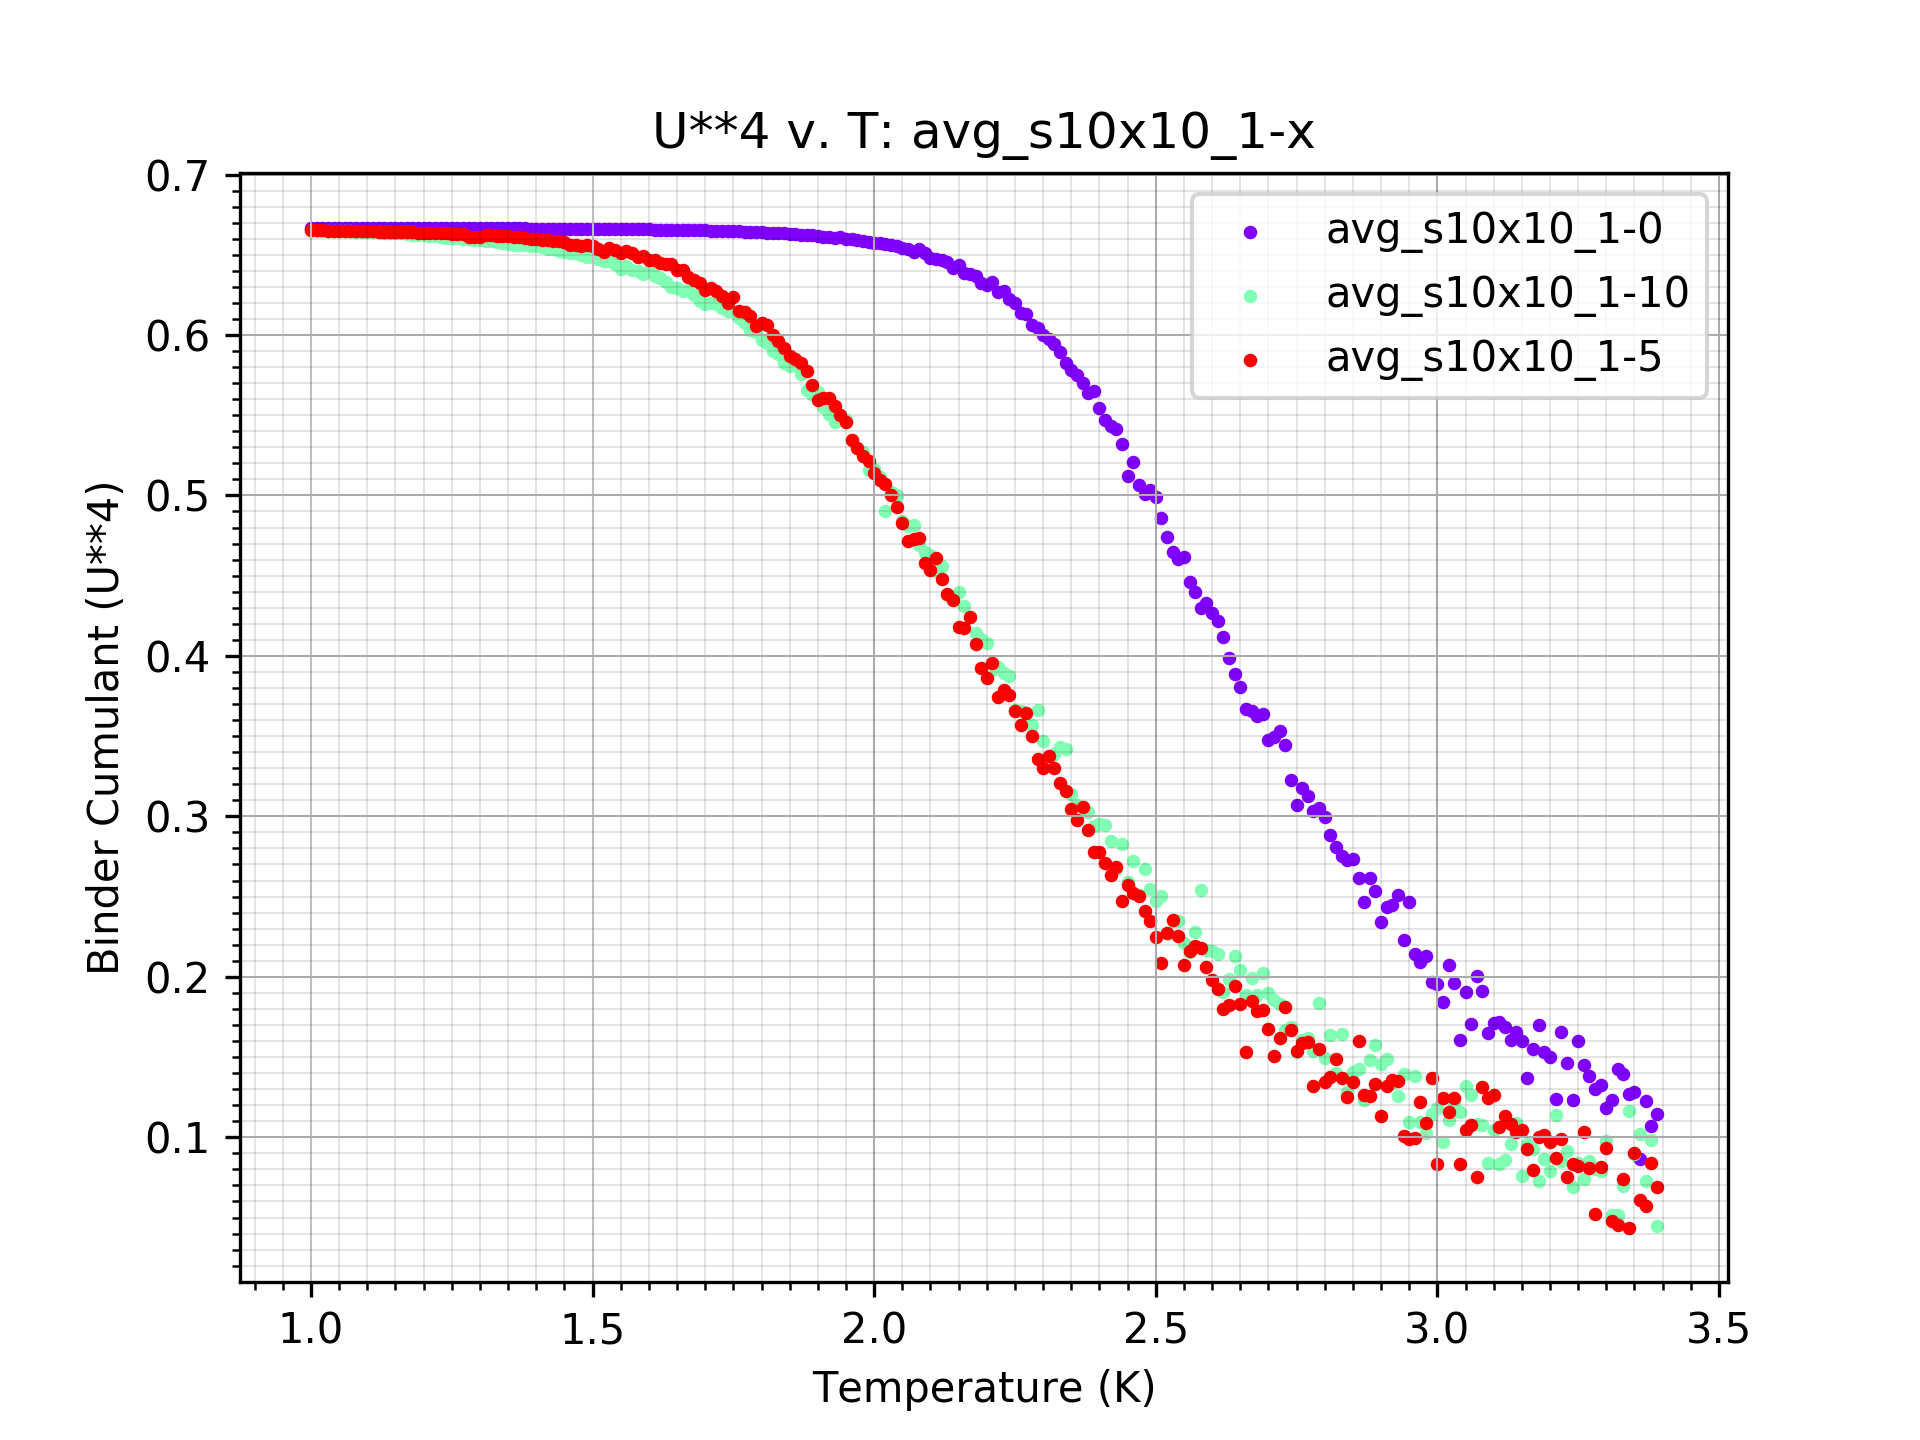 U**4 v. T: avg_s10x10_1-x
avg_s10x10_1-0
avg_s10x10_1-10
avg_s10x10_1-5
Binder Cumulant (U**4)
0.7
0.6
0.5
0.4
0.3
0.2
0.1
1.0 1.5 2.0 2.5 3.0 3.5
Temperature (K)